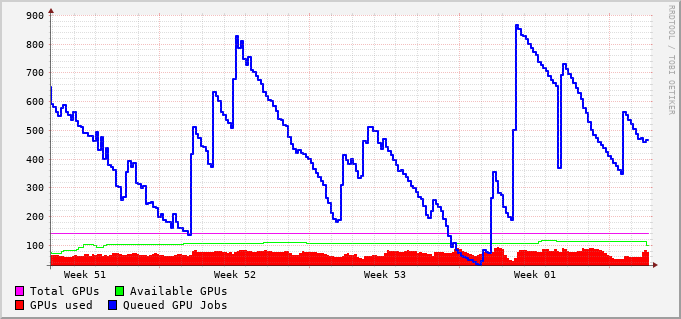 900
800
700
600
500
400
300
200
100
Week 51 Week 52 Week 53 Week 01
Total GPUs Available GPUs
GPUs used Queued GPU Jobs
RRDTOOL / TOBI OETIKER